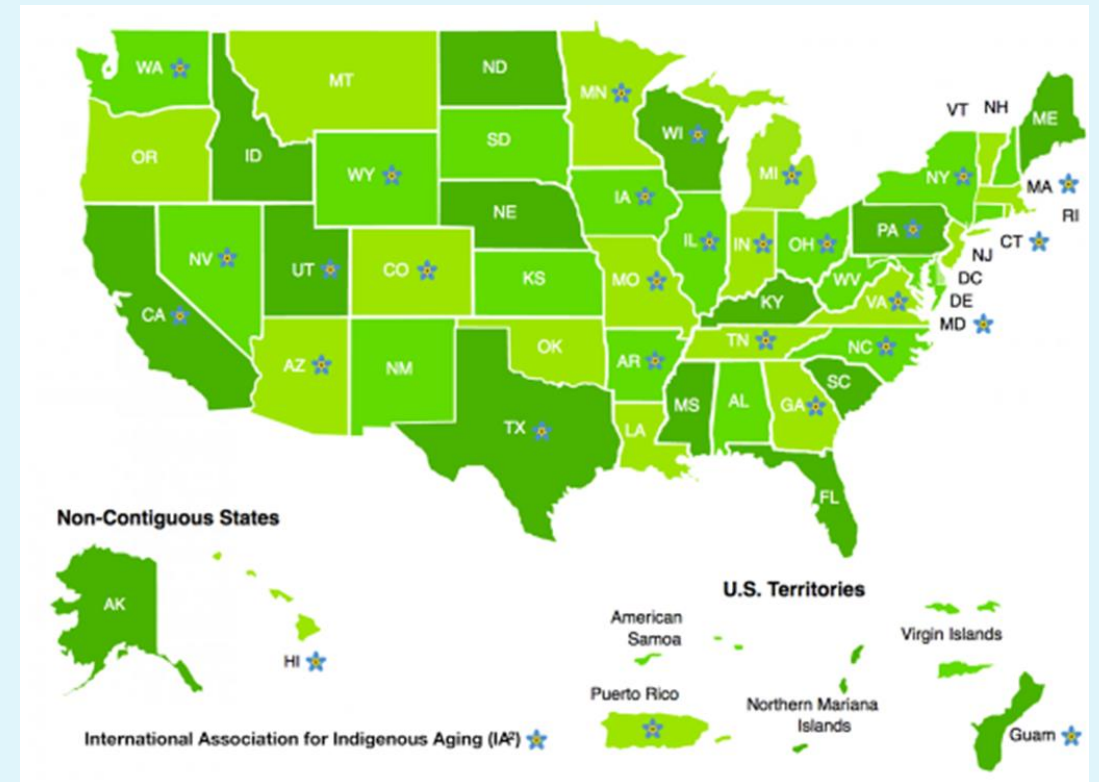 WA
MT
ND
MN
VT NH
ME
OR
ID
SD
WI
WY
MI
NY
MA
RI
NE
IA
PA
CT
NV
UT
CO
IL
IN
OH
NJ
KS
MO
WV
DC
CA
KY
VA
DE
MD
AZ
NM
OK
AR
TN
NC
SC
MS
AL
GA
TX
LA
FL
Non-Contiguous States
AK
HI
U.S. Territories
American
Samoa
Virgin Islands
Puerto Rico
Northern Mariana
Islands
Guam
International Association for Indigenous Aging (IA²)